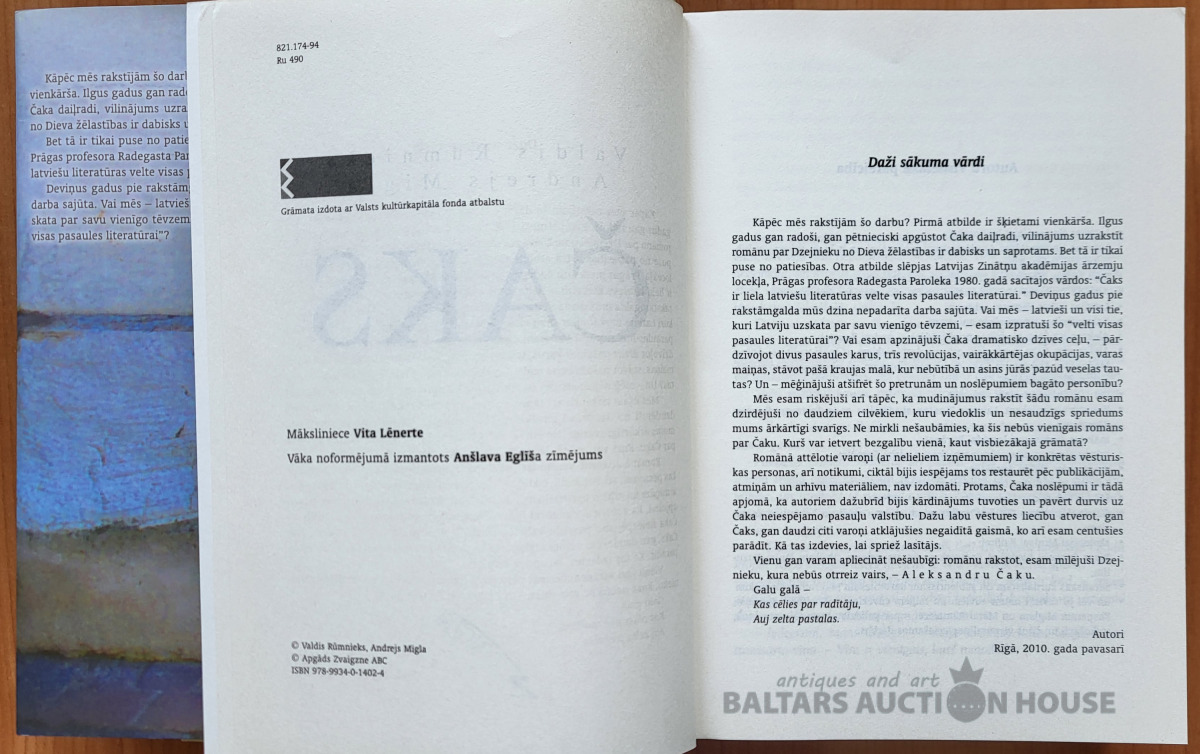 Kāpēc mēs rakstījām šo darb
vienkārša. Ilgus gadus gan rado
Čaka daiļradi, vilinājums uzra
no Dieva žēlastības ir dabisks u
Bet tā ir tikai puse no patie
Prāgas profesora Radegasta Par
latviešu literatūras velte visas p
Deviņus gadus pie rakstām
darba sajūta. Vai mēs – latvieš
skata par savu vienīgo tēvzem
visas pasaules literatūrai"?
821.174-94
Ru 490
Grāmata izdota ar Valsts kultūrkapitāla fonda atbalstu
Māksliniece Vita Lēnerte
Vāka noformējumā izmantots Anšlava Eglīša zīmējums
© Valdis Rūmnieks, Andrejs Migla
© Apgāds Zvaigzne ABC
ISBN 978-9934-0-1402-4
Daži sākuma vārdi
Kāpēc mēs rakstījām šo darbu? Pirmā atbilde ir šķietami vienkārša. Ilgus
gadus gan radoši, gan pētnieciski apgūstot Čaka daiļradi, vilinājums uzrakstīt
romānu par Dzejnieku no Dieva žēlastības ir dabisks un saprotams. Bet tā ir tikai
puse no patiesības. Otra atbilde slēpjas Latvijas Zinātņu akadēmijas ārzemju
locekļa, Prāgas profesora Radegasta Paroleka 1980. gadā sacītajos vārdos: "Čaks
ir liela latviešu literatūras velte visas pasaules literatūrai." Deviņus gadus pie
rakstāmgalda mūs dzina nepadarīta darba sajūta. Vai mēs – latvieši un visi tie,
kuri Latviju uzskata par savu vienīgo tēvzemi, – esam izpratuši šo "velti visas
pasaules literatūrai"? Vai esam apzinājuši Čaka dramatisko dzīves ceļu, – pār-
dzīvojot divus pasaules karus, trīs revolūcijas, vairākkārtējas okupācijas, varas
maiņas, stāvot pašā kraujas malā, kur nebūtībā un asins jūrās pazūd veselas tau-
tas? Un – mēģinājuši atšifrēt šo pretrunām un noslēpumiem bagāto personību?
Mēs esam riskējuši arī tāpēc, ka mudinājumus rakstīt šādu romānu esam
dzirdējuši no daudziem cilvēkiem, kuru viedoklis un nesaudzīgs spriedums
mums ārkārtīgi svarīgs. Ne mirkli nešaubāmies, ka šis nebūs vienīgais romāns
par Čaku. Kurš var ietvert bezgalību vienā, kaut visbiezākajā grāmatā?
Romānā attēlotie varoņi (ar nelieliem izņēmumiem) ir konkrētas vēsturis-
kas personas, arī notikumi, ciktāl bijis iespējams tos restaurēt pēc publikācijām,
atmiņām un arhīvu materiāliem, nav izdomāti. Protams, Čaka noslēpumi ir tādā
apjomā, ka autoriem dažubrīd bijis kārdinājums tuvoties un pavērt durvis uz
Čaka neiespējamo pasauļu valstību. Dažu labu vēstures liecību atverot, gan
Čaks, gan daudzi citi varoņi atklājušies negaidītā gaismā, ko arī esam centušies
parādīt. Kā tas izdevies, lai spriež lasītājs.
Vienu gan varam apliecināt nešaubīgi: romānu rakstot, esam mīlējuši Dzej-
nieku, kura nebūs otrreiz vairs, – Aleksandru Čaku.
Galu galā –
Kas cēlies par radītāju,
Auj zelta pastalas.
Autori
Rīgā, 2010. gada pavasarī
antiques and art
BALTARS AUCTION HOUSE